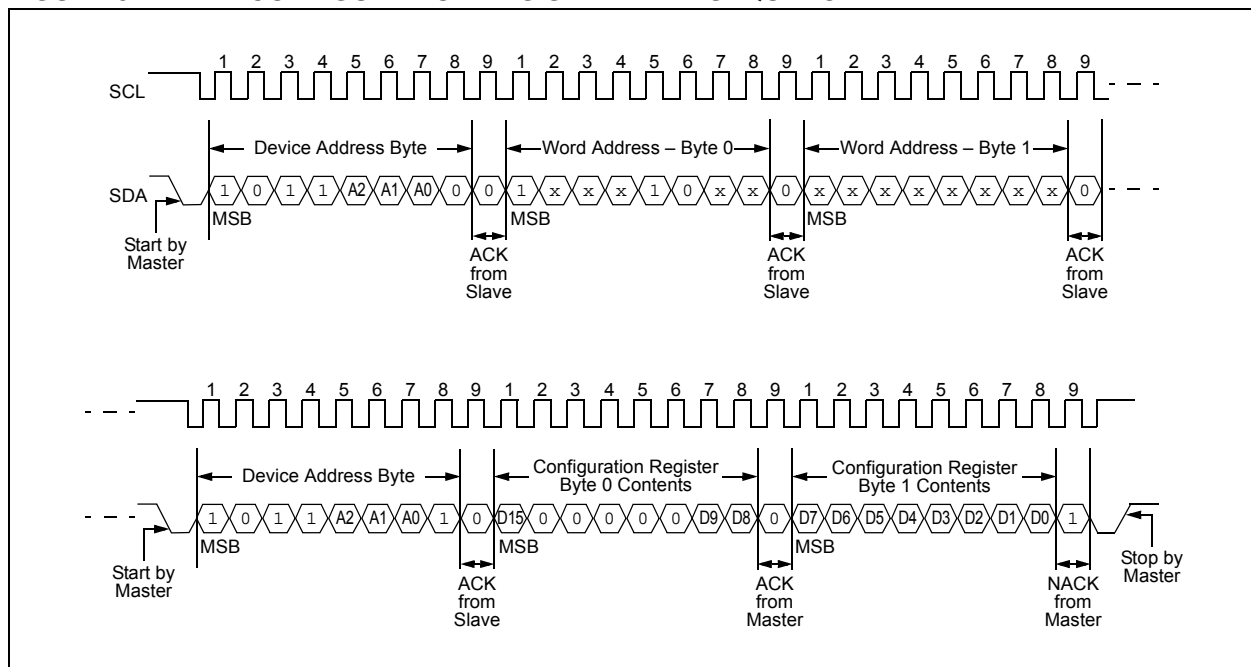 1 2 3 4 5 6 7 8 9 1 2 3 4 5 6 7 8 9 1 2 3 4 5 6 7 8 9
SCL
Device Address Byte
Word Address – Byte 0
Word Address – Byte 1
SDA
1 0 1 1 A2 A1 A0 0 0 1 x x x 1 0 x x 0 x x x x x x x x 0
MSB
MSB
MSB
Start by
Master
ACK
from
Slave
ACK
from
Slave
ACK
from
Slave
1 2 3 4 5 6 7 8 9 1 2 3 4 5 6 7 8 9 1 2 3 4 5 6 7 8 9
Device Address Byte
Configuration Register
Byte 0 Contents
Configuration Register
Byte 1 Contents
1 0 1 1 A2 A1 A0 1 0 D15 0 0 0 0 0 D9 D8 0 D7 D6 D5 D4 D3 D2 D1 D0 1
MSB
MSB
MSB
Start by
Master
ACK
from
Slave
ACK
from
Master
NACK
from
Master
Stop by
Master